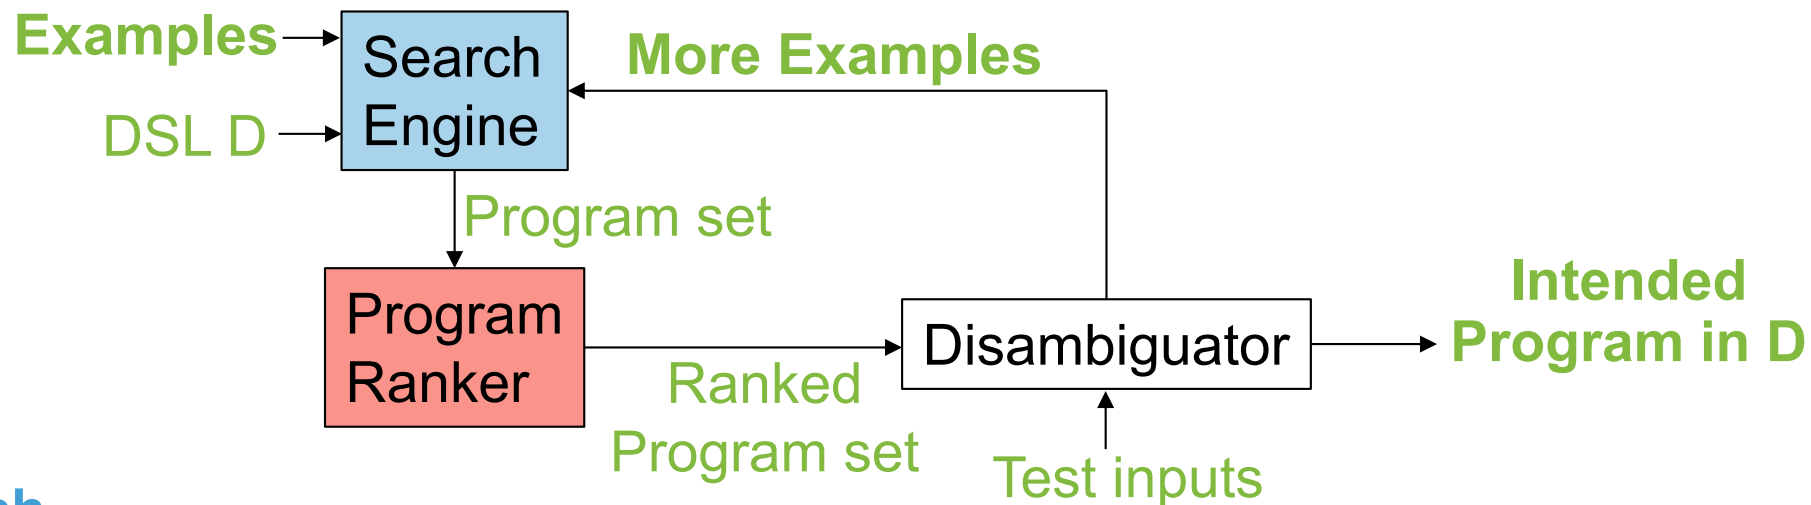 Examples
Search
Engine
More Examples
DSL D
Program set
Program
Ranker
Ranked
Program set
Disambiguator
Test inputs
Intended
Program in D